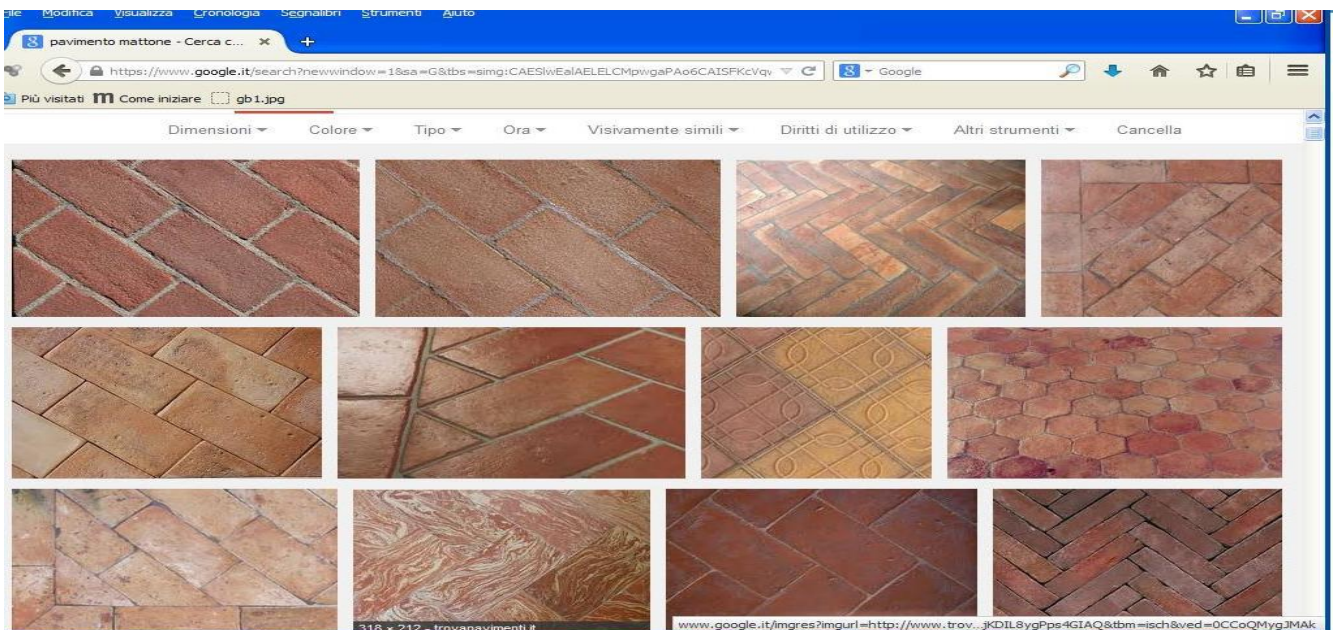 File Modifica Visualizza Cronologia Segnalibri Strumenti Aiuto
pavimento mattone - Cerca c...
https://www.google.it/search?newwindow=1&sa=G&tbs=simg:CAESlwEalAELELCMpwgaPAo6CAISFKcVqv Google
Più visitati Come iniziare gb1.jpg
Dimensioni Colore Tipo Ora Visivamente simili Diritti di utilizzo Altri strumenti Cancella
318 × 212 - trovapavimenti.it
www.google.it/imgres?imgurl=http://www.trov...jKDIL8ygPps4GIAQ&tbm=isch&ved=0CCoQMygJMAk